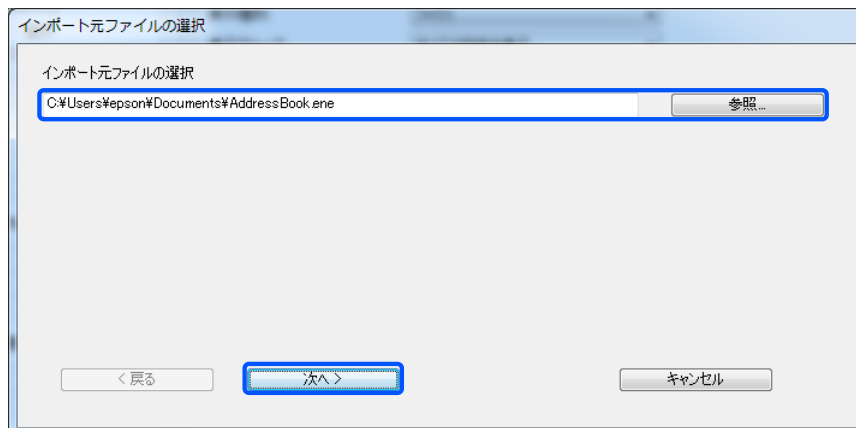 インポート元ファイルの選択
インポート元ファイルの選択
C:¥Users¥epson¥Documents¥AddressBook.ene
参照...
< 戻る
次へ >
キャンセル